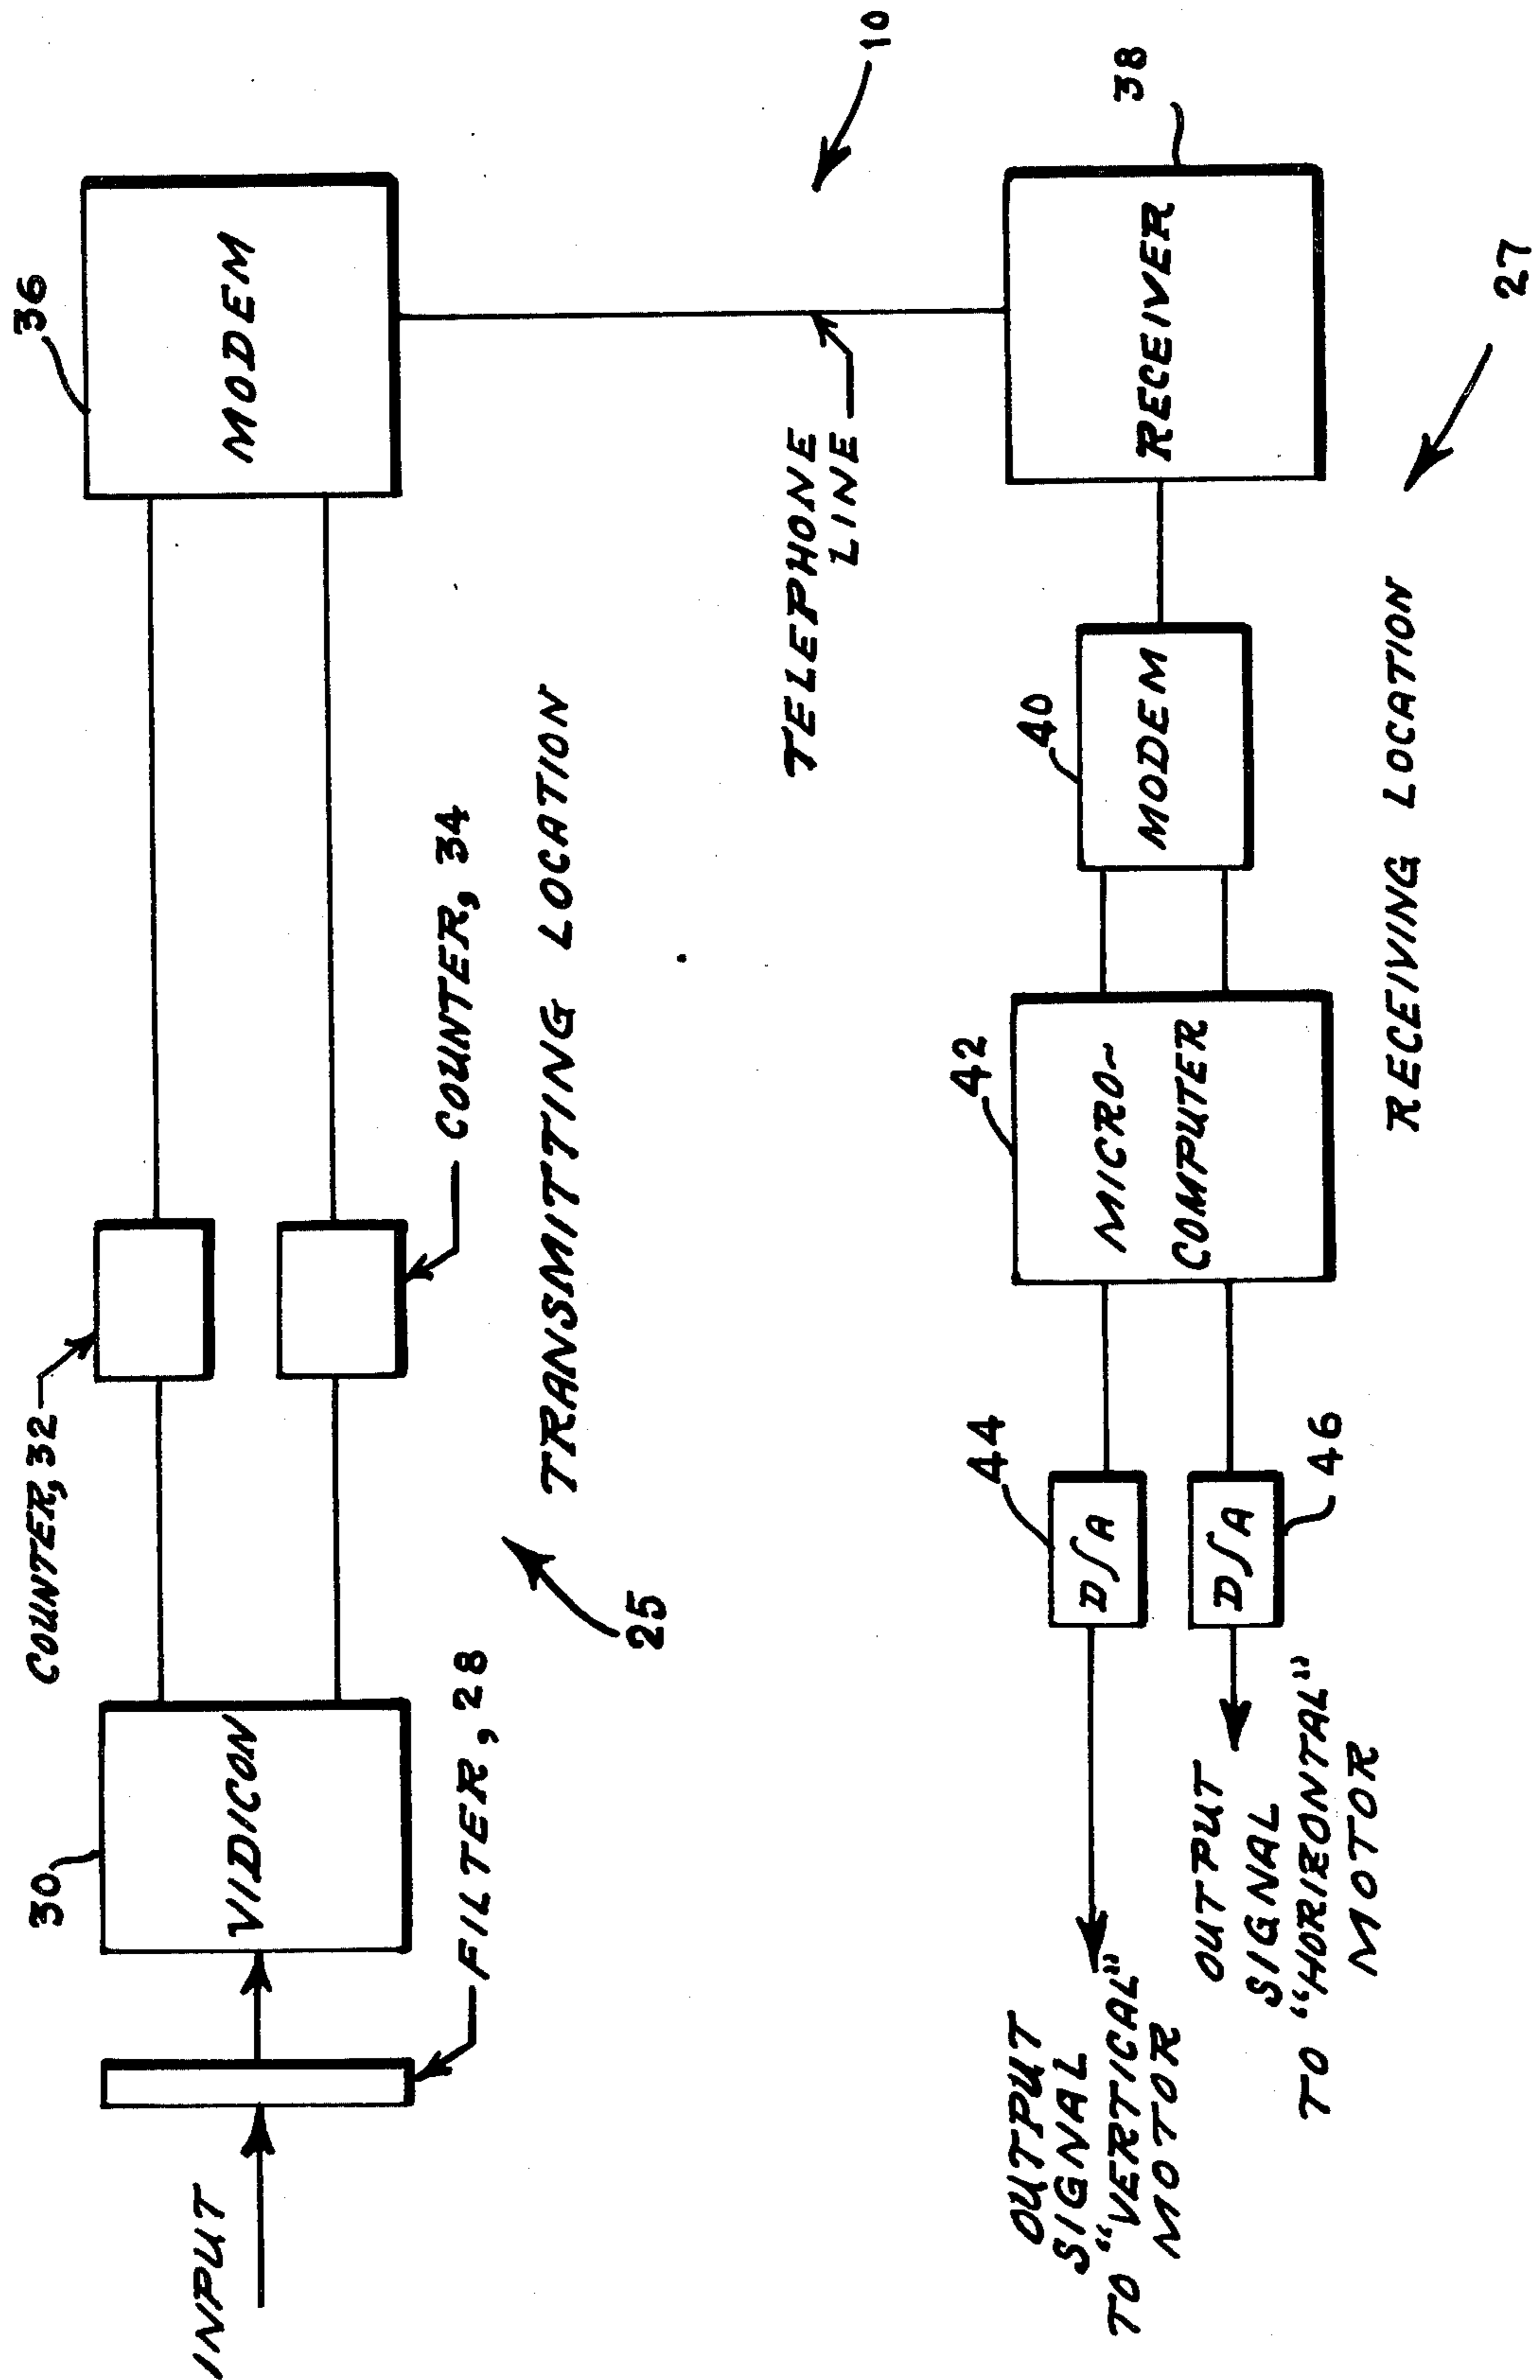 COUNTER, 32
36
30
INPUT
VIDICON
MODEM
FILTER, 28
COUNTER, 34
25
TRANSMITTING LOCATION
TELEPHONE
LINE
10
OUTPUT
SIGNAL
TO "VERTICAL"
MOTOR
44
42
40
38
D/A
MICRO-
COMPUTER
MODEM
RECEIVER
D/A
46
OUTPUT
SIGNAL
TO "HORIZONTAL"
MOTOR
RECEIVING LOCATION
27